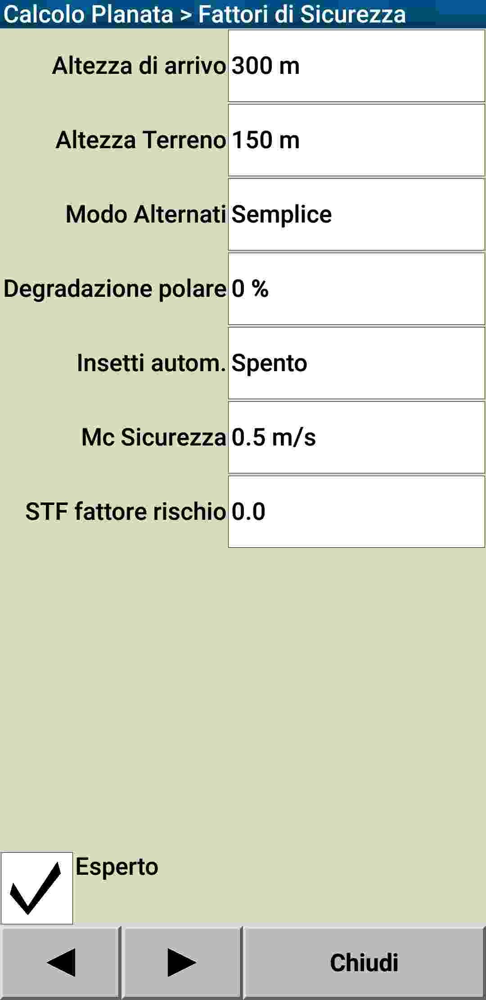 Calcolo Planata > Fattori di Sicurezza
Altezza di arrivo 300 m
Altezza Terreno 150 m
Modo Alternati Semplice
Degradazione polare 0 %
Insetti autom. Spento
Mc Sicurezza 0.5 m/s
STF fattore rischio 0.0
Esperto
Chiudi